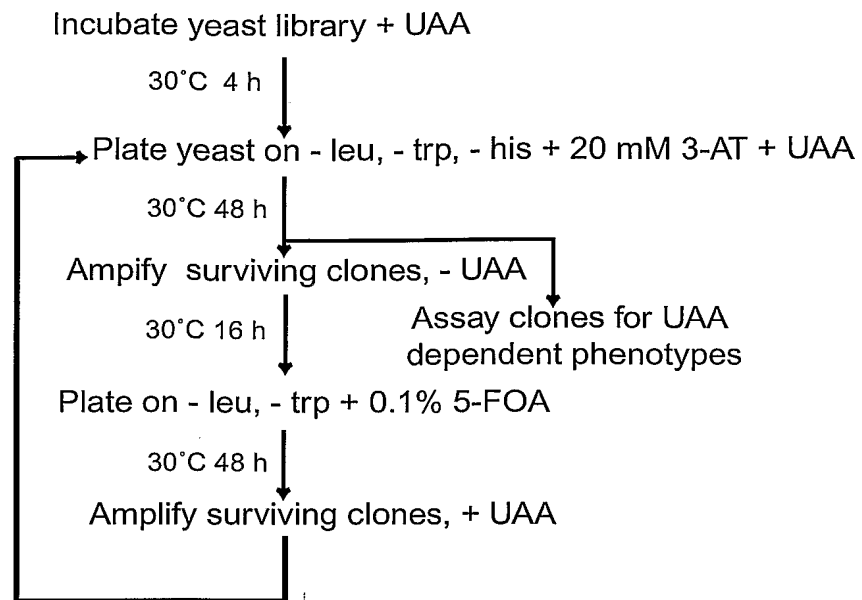 Incubate yeast library + UAA
30˚C 4 h
Plate yeast on - leu, - trp, - his + 20 mM 3-AT + UAA
30˚C 48 h
Ampify surviving clones, - UAA
30˚C 16 h
Assay clones for UAA
dependent phenotypes
Plate on - leu, - trp + 0.1% 5-FOA
30˚C 48 h
Amplify surviving clones, + UAA